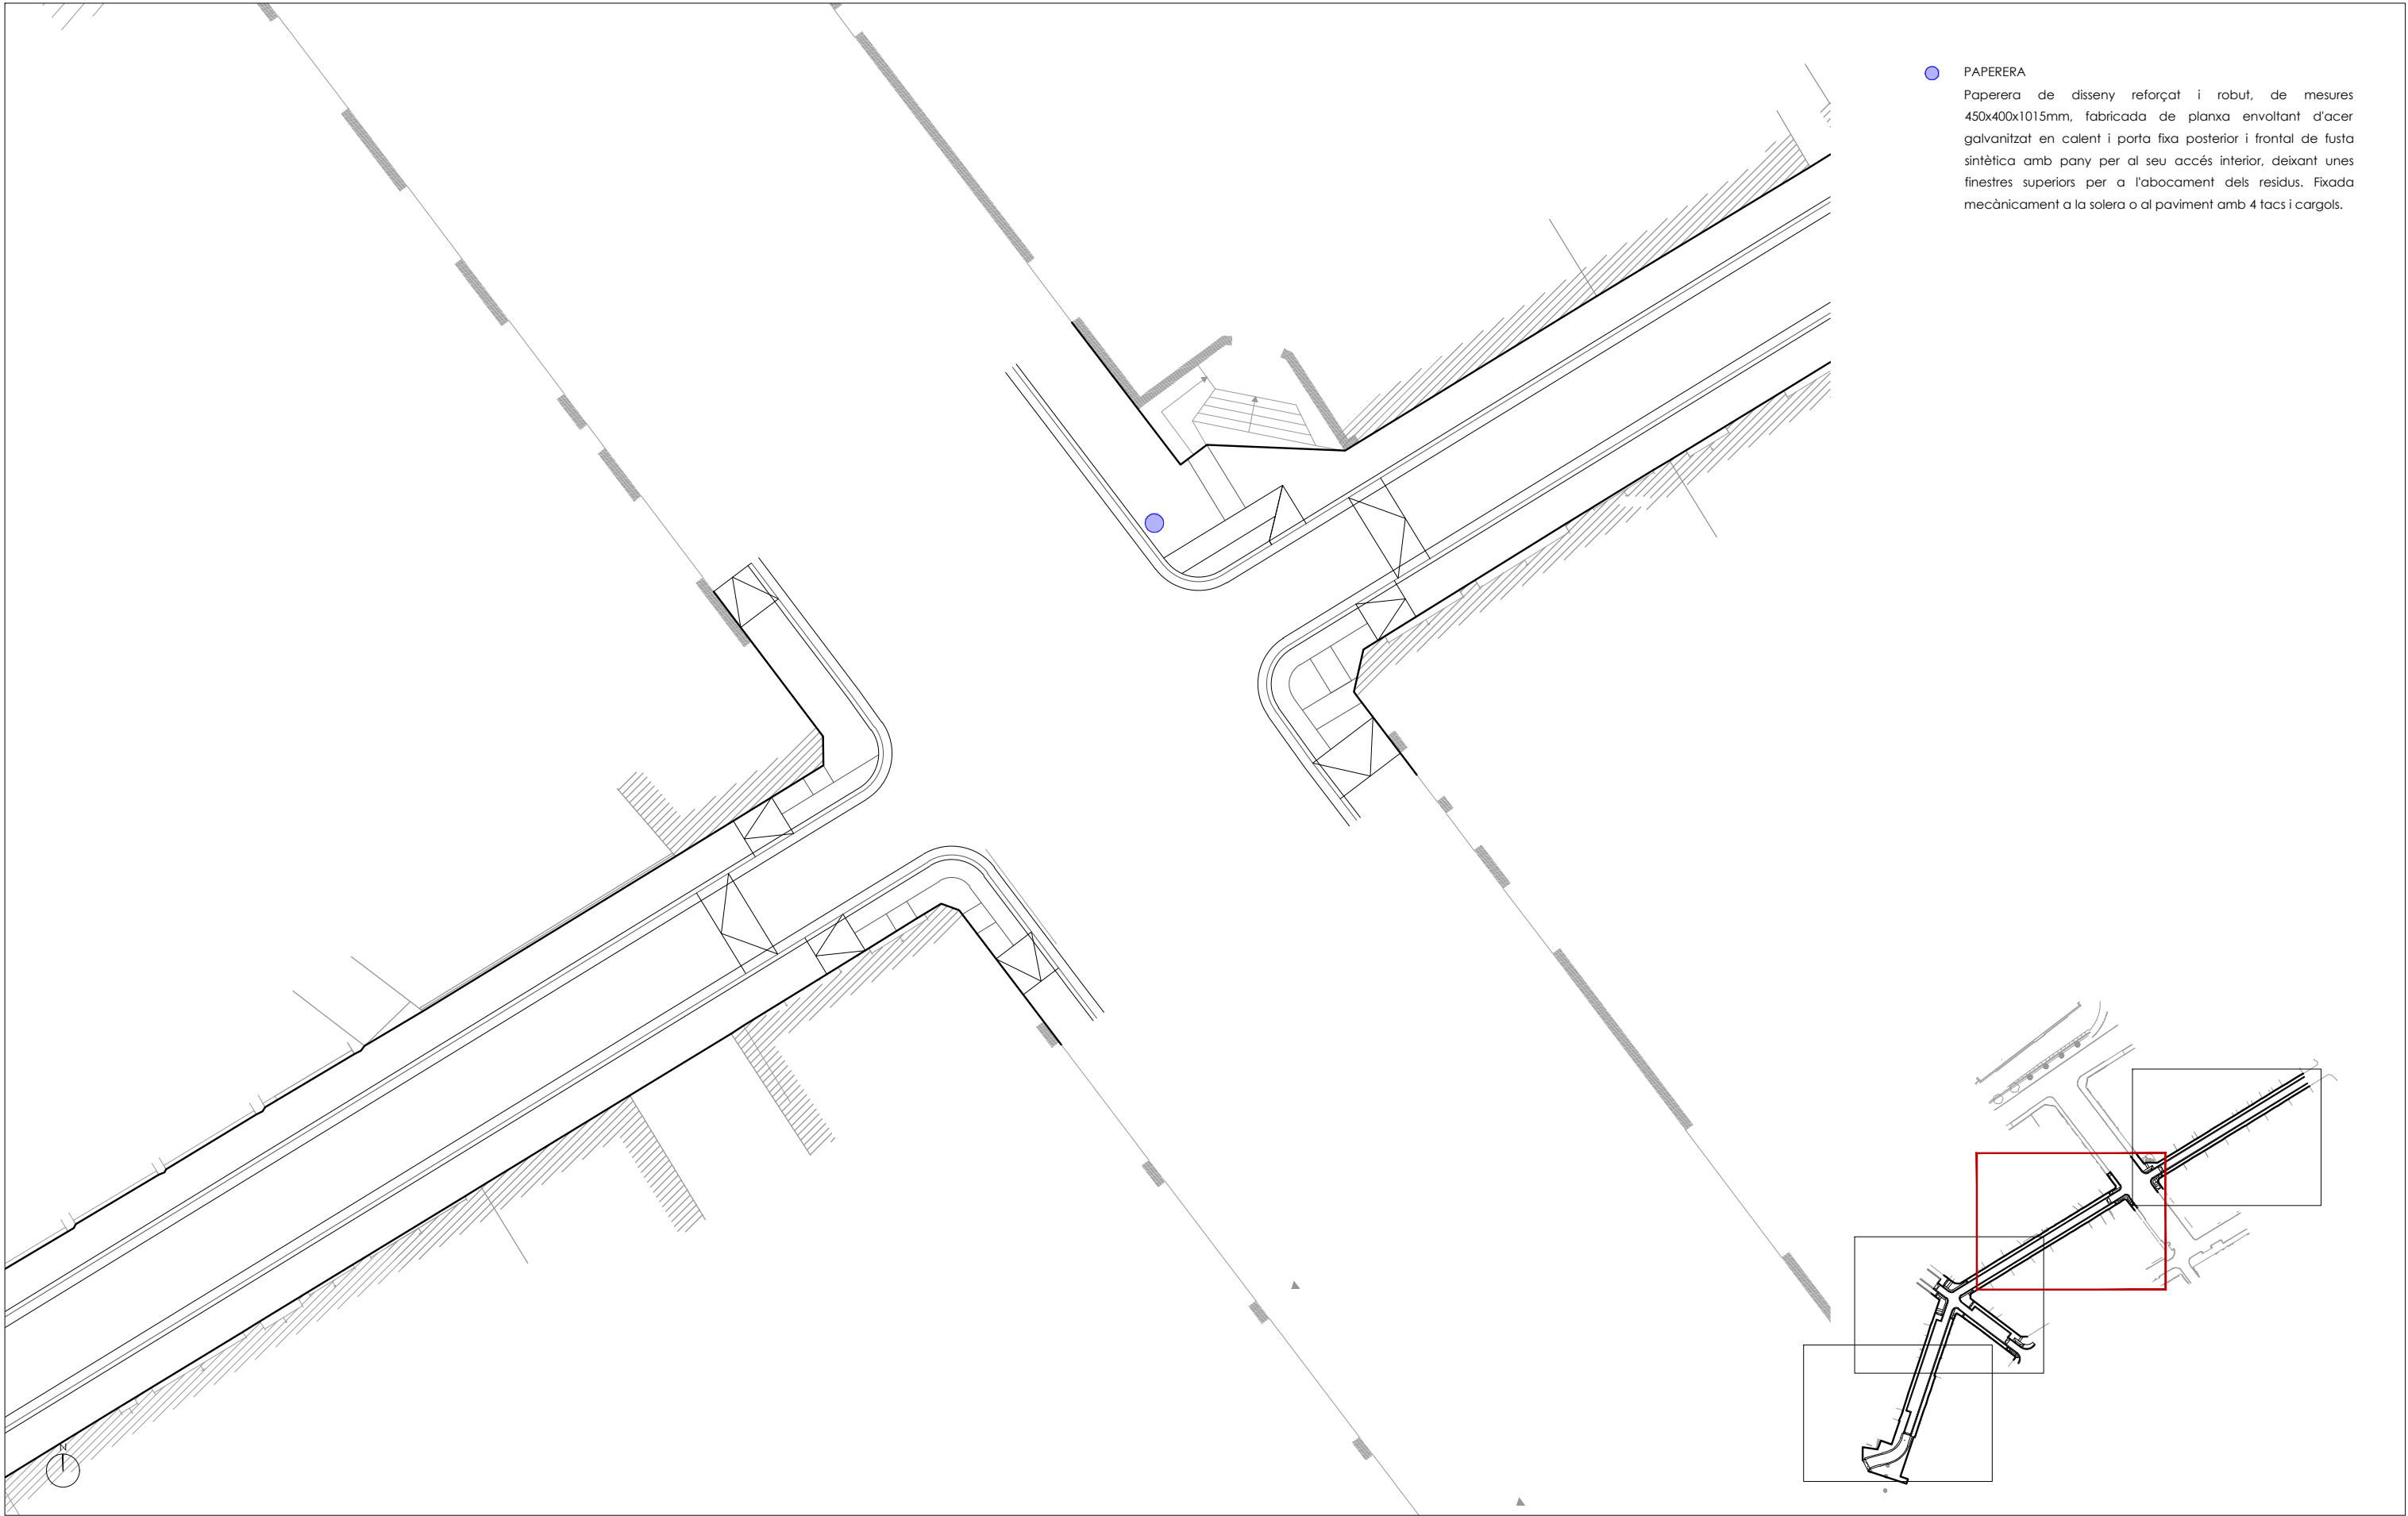 PAPERERA
Paperera de disseny reforçat i robut, de mesures
450x400x1015mm, fabricada de planxa envoltant d'acer
galvanitzat en calent i porta fixa posterior i frontal de fusta
sintètica amb pany per al seu accés interior, deixant unes
finestres superiors per a l'abocament dels residus. Fixada
mecànicament a la solera o al paviment amb 4 tacs i cargols.
N